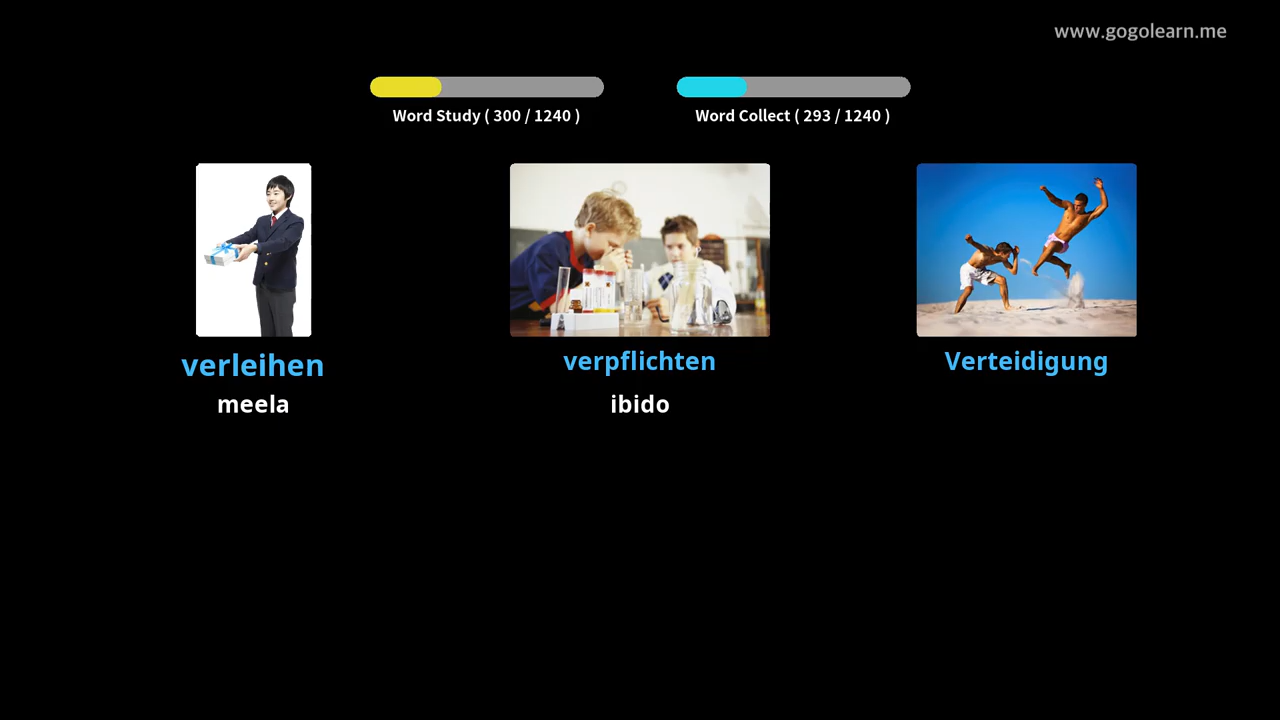 www.gogolearn.me
Word Study ( 300 / 1240 )
Word Collect ( 293 / 1240 )
verleihen
verpflichten
Verteidigung
meela
ibido